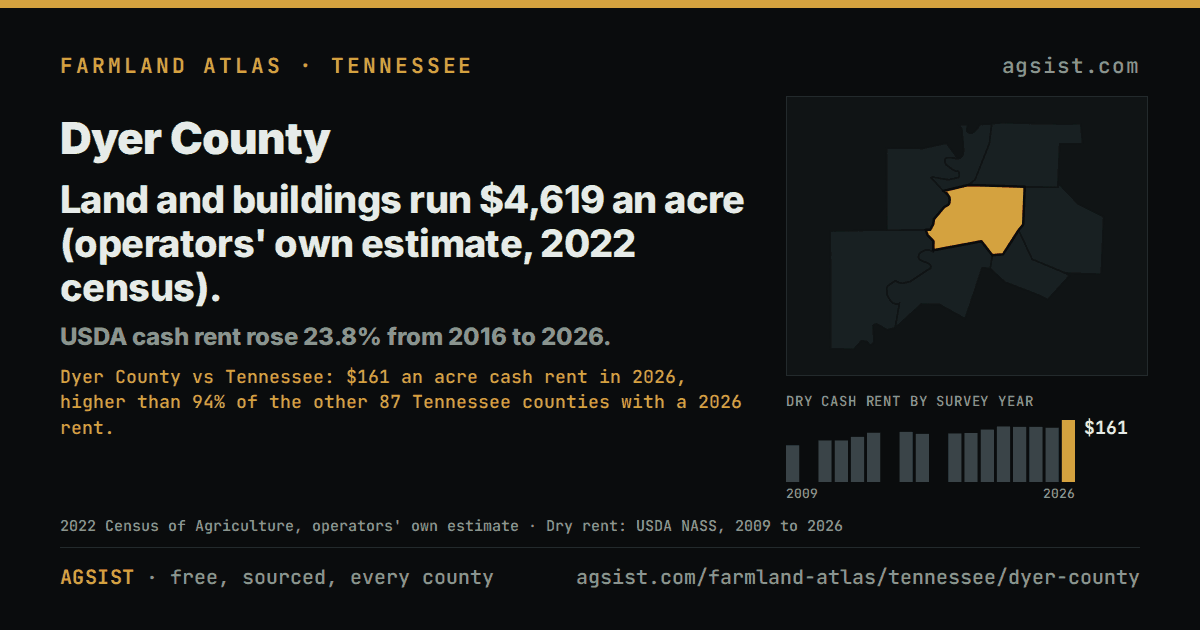 FARMLAND ATLAS · TENNESSEE
agsist.com
Dyer County
Land and buildings run $4,619 an acre
(operators' own estimate, 2022
census).
USDA cash rent rose 23.8% from 2016 to 2026.
Dyer County vs Tennessee: $161 an acre cash rent in 2026,
higher than 94% of the other 87 Tennessee counties with a 2026
rent.
DRY CASH RENT BY SURVEY YEAR
$161
2009
2026
2022 Census of Agriculture, operators' own estimate · Dry rent: USDA NASS, 2009 to 2026
AGSIST · free, sourced, every county
agsist.com/farmland-atlas/tennessee/dyer-county